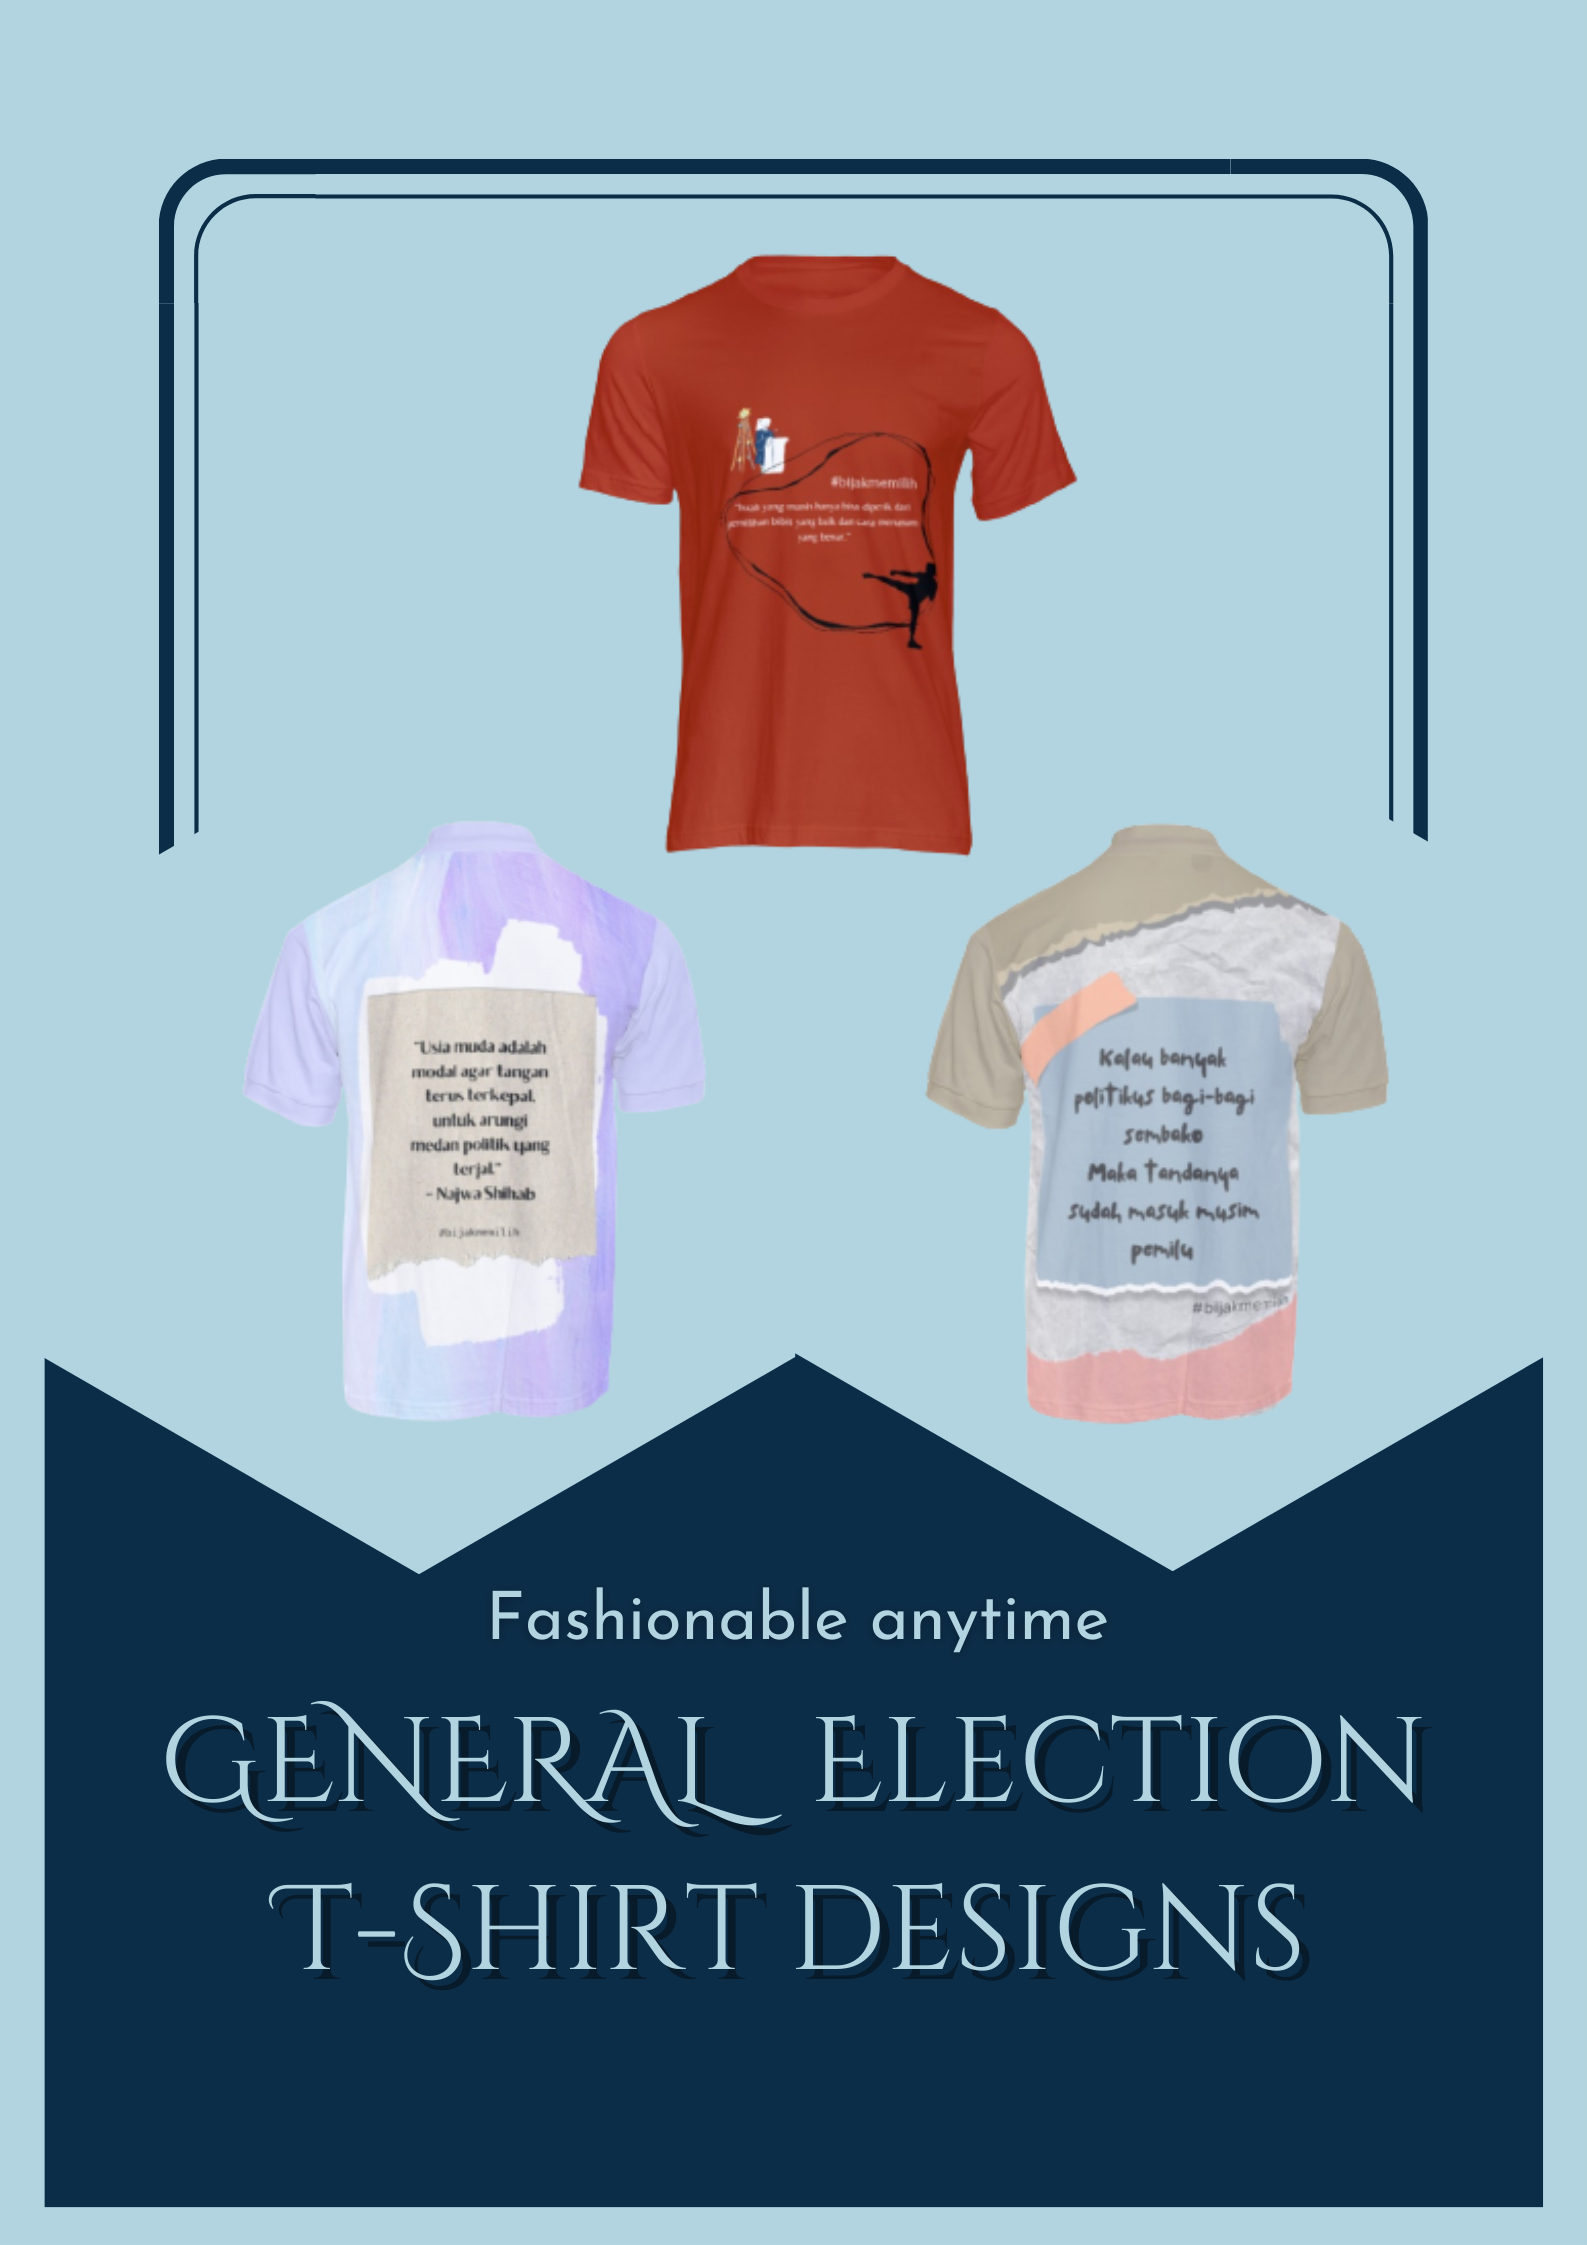 #bijakmemilih
"buah yang manis hanya bisa dipetik dari
pemilihan bibit yang baik dan cara menanam
yang benar."
"Usia muda adalah
modal agar tangan
terus terkepal,
untuk arungi
medan politik yang
terjal."
- Najwa Shihab
#bijakmemilih
Kalau banyak
politikus bagi-bagi
sembako
Maka tandanya
sudah masuk musim
pemilu
#bijakmemilih
Fashionable anytime
GENERAL ELECTION
T-SHIRT DESIGNS